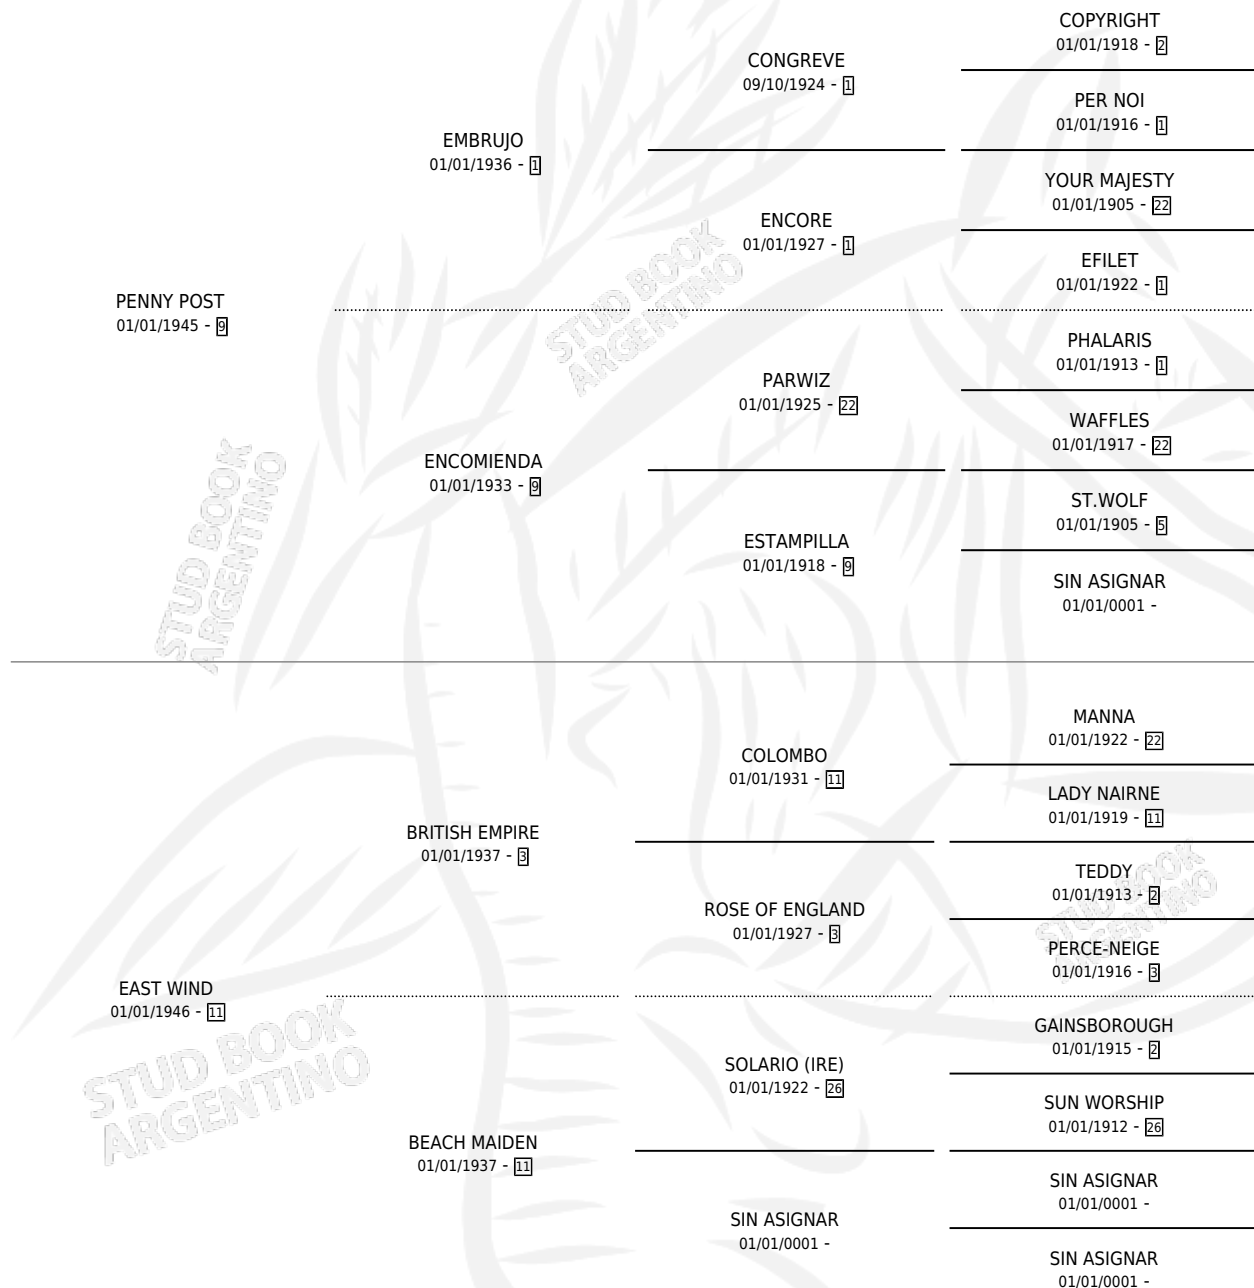 COPYRIGHT
01/01/1918 - 2
CONGREVE
09/10/1924 - 1
PER NOI
01/01/1916 - 1
EMBRUJO
01/01/1936 - 1
YOUR MAJESTY
01/01/1905 - 22
ENCORE
01/01/1927 - 1
EFILET
01/01/1922 - 1
PENNY POST
01/01/1945 - 9
PHALARIS
01/01/1913 - 1
PARWIZ
01/01/1925 - 22
WAFFLES
01/01/1917 - 22
ENCOMIENDA
01/01/1933 - 9
ST.WOLF
01/01/1905 - 5
ESTAMPILLA
01/01/1918 - 9
SIN ASIGNAR
01/01/0001 -
MANNA
01/01/1922 - 22
COLOMBO
01/01/1931 - 11
LADY NAIRNE
01/01/1919 - 11
BRITISH EMPIRE
01/01/1937 - 3
TEDDY
01/01/1913 - 2
ROSE OF ENGLAND
01/01/1927 - 3
PERCE-NEIGE
01/01/1916 - 3
EAST WIND
01/01/1946 - 11
GAINSBOROUGH
01/01/1915 - 2
SOLARIO (IRE)
01/01/1922 - 26
SUN WORSHIP
01/01/1912 - 26
BEACH MAIDEN
01/01/1937 - 11
SIN ASIGNAR
01/01/0001 -
SIN ASIGNAR
01/01/0001 -
SIN ASIGNAR
01/01/0001 -
STUD BOOK
ARGENTINO
STUD BOOK
ARGENTINO
STUD BOOK
ARGENTINO
STUD BOOK
ARGENTINO